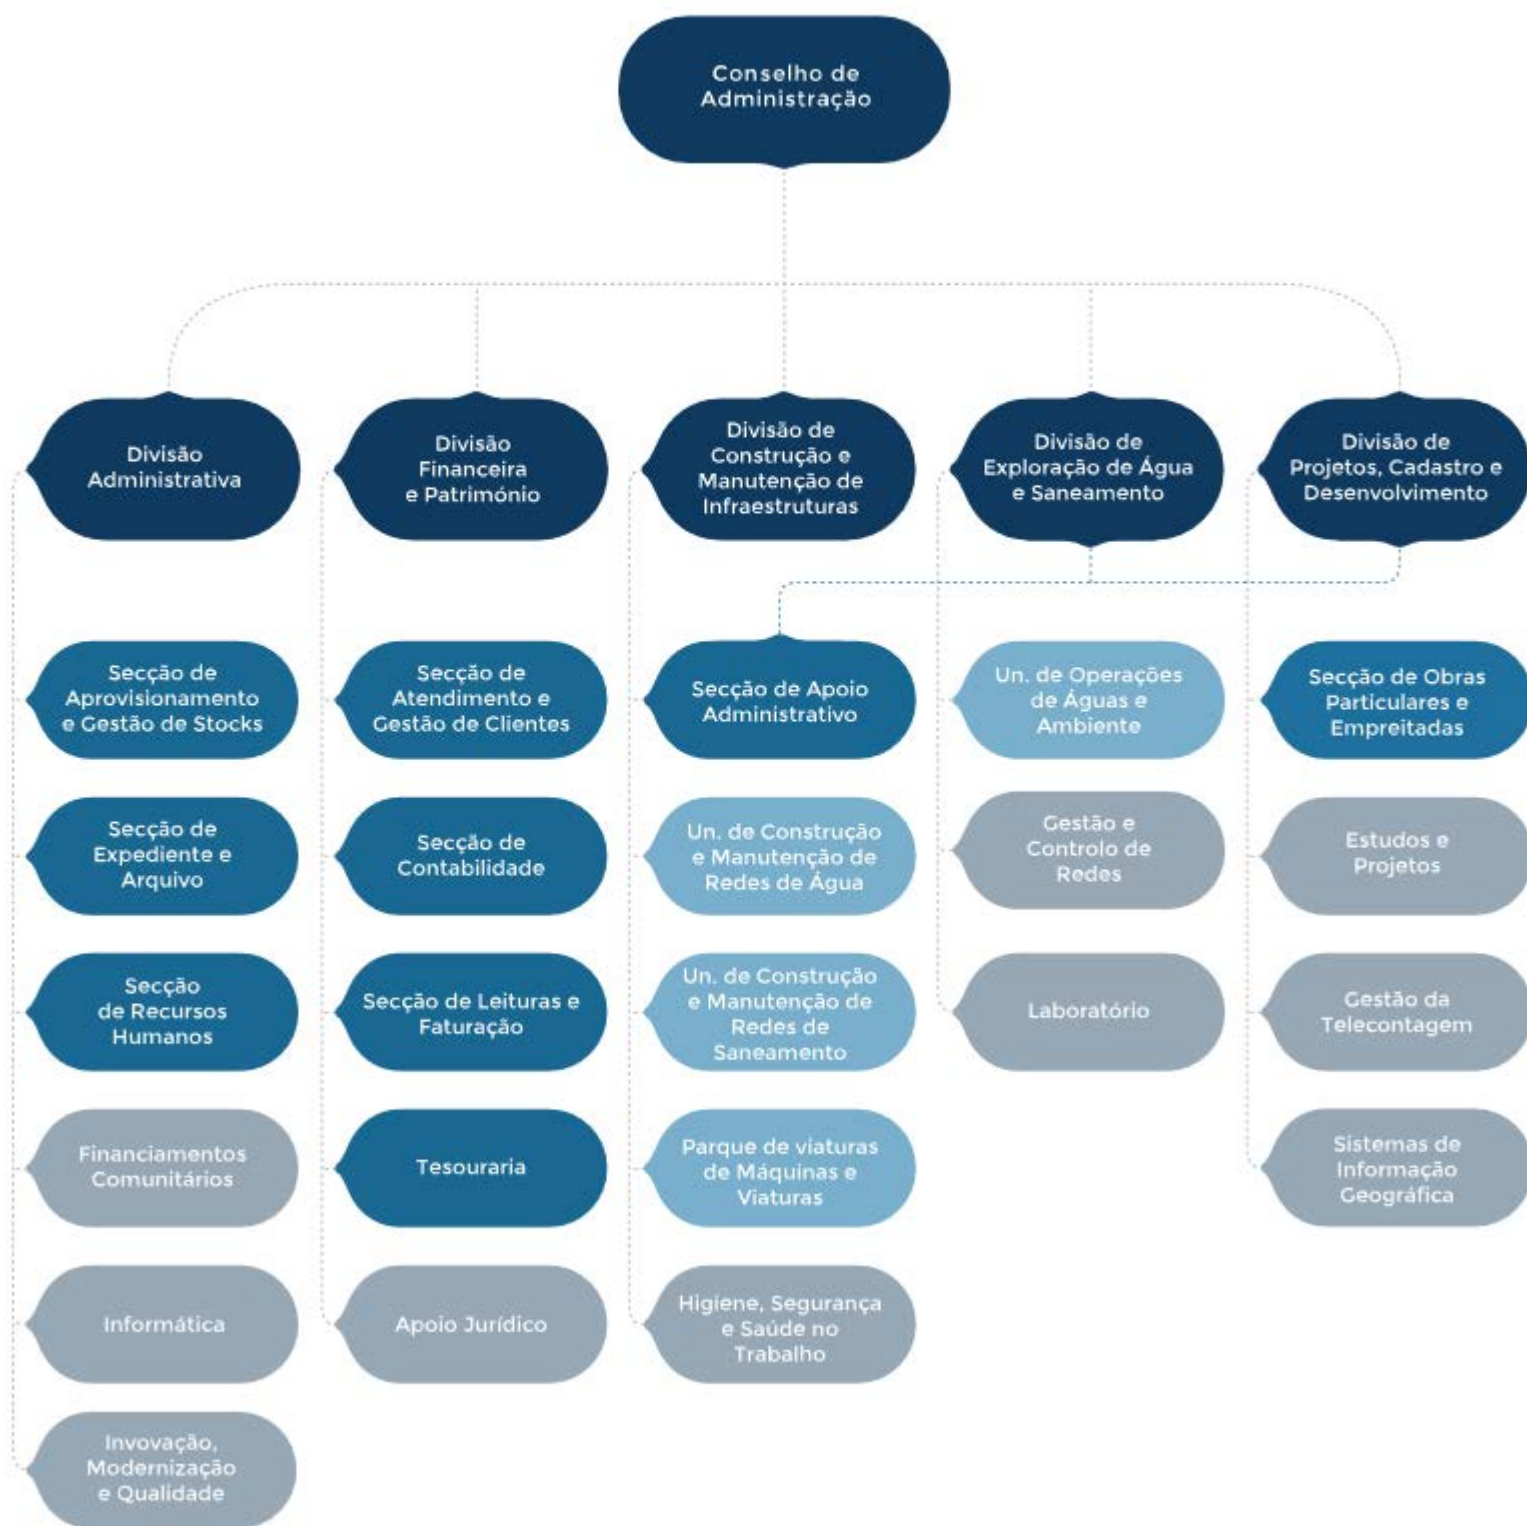 Conselho de
Administração
Divisão
Administrativa
Divisão
Financeira
e Património
Divisão de
Construção e
Manutenção de
Infraestruturas
Divisão de
Exploração de Água
e Saneamento
Divisão de
Projetos, Cadastro e
Desenvolvimento
Secção de
Aprovisionamento
e Gestão de Stocks
Secção de
Atendimento e
Gestão de Clientes
Secção de Apoio
Administrativo
Un. de Operações
de Águas e
Ambiente
Secção de Obras
Particulares e
Empreitadas
Secção de
Expediente e
Arquivo
Secção de
Contabilidade
Un. de Construção
e Manutenção de
Redes de Água
Gestão e
Controlo de
Redes
Estudos e
Projetos
Secção
de Recursos
Humanos
Secção de Leituras e
Faturação
Un. de Construção
e Manutenção de
Redes de
Saneamento
Laboratório
Gestão da
Telecontagem
Financiamentos
Comunitários
Tesouraria
Parque de viaturas
de Máquinas e
Viaturas
Sistemas de
Informação
Geográfica
Informática
Apoio Jurídico
Higiene, Segurança
e Saúde no
Trabalho
Invovação,
Modernização
e Qualidade